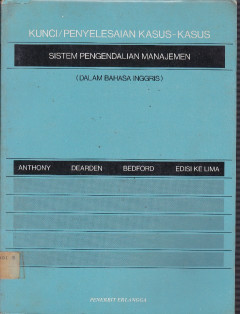 KUNCI/PENYELESAIAN KASUS-KASUS
SISTEM PENGENDALIAN MANAJEMEN
(DALAM BAHASA INGGRIS)
ANTHONY DEARDEN BEDFORD EDISI KE LIMA
PENERBIT ERLANGGA